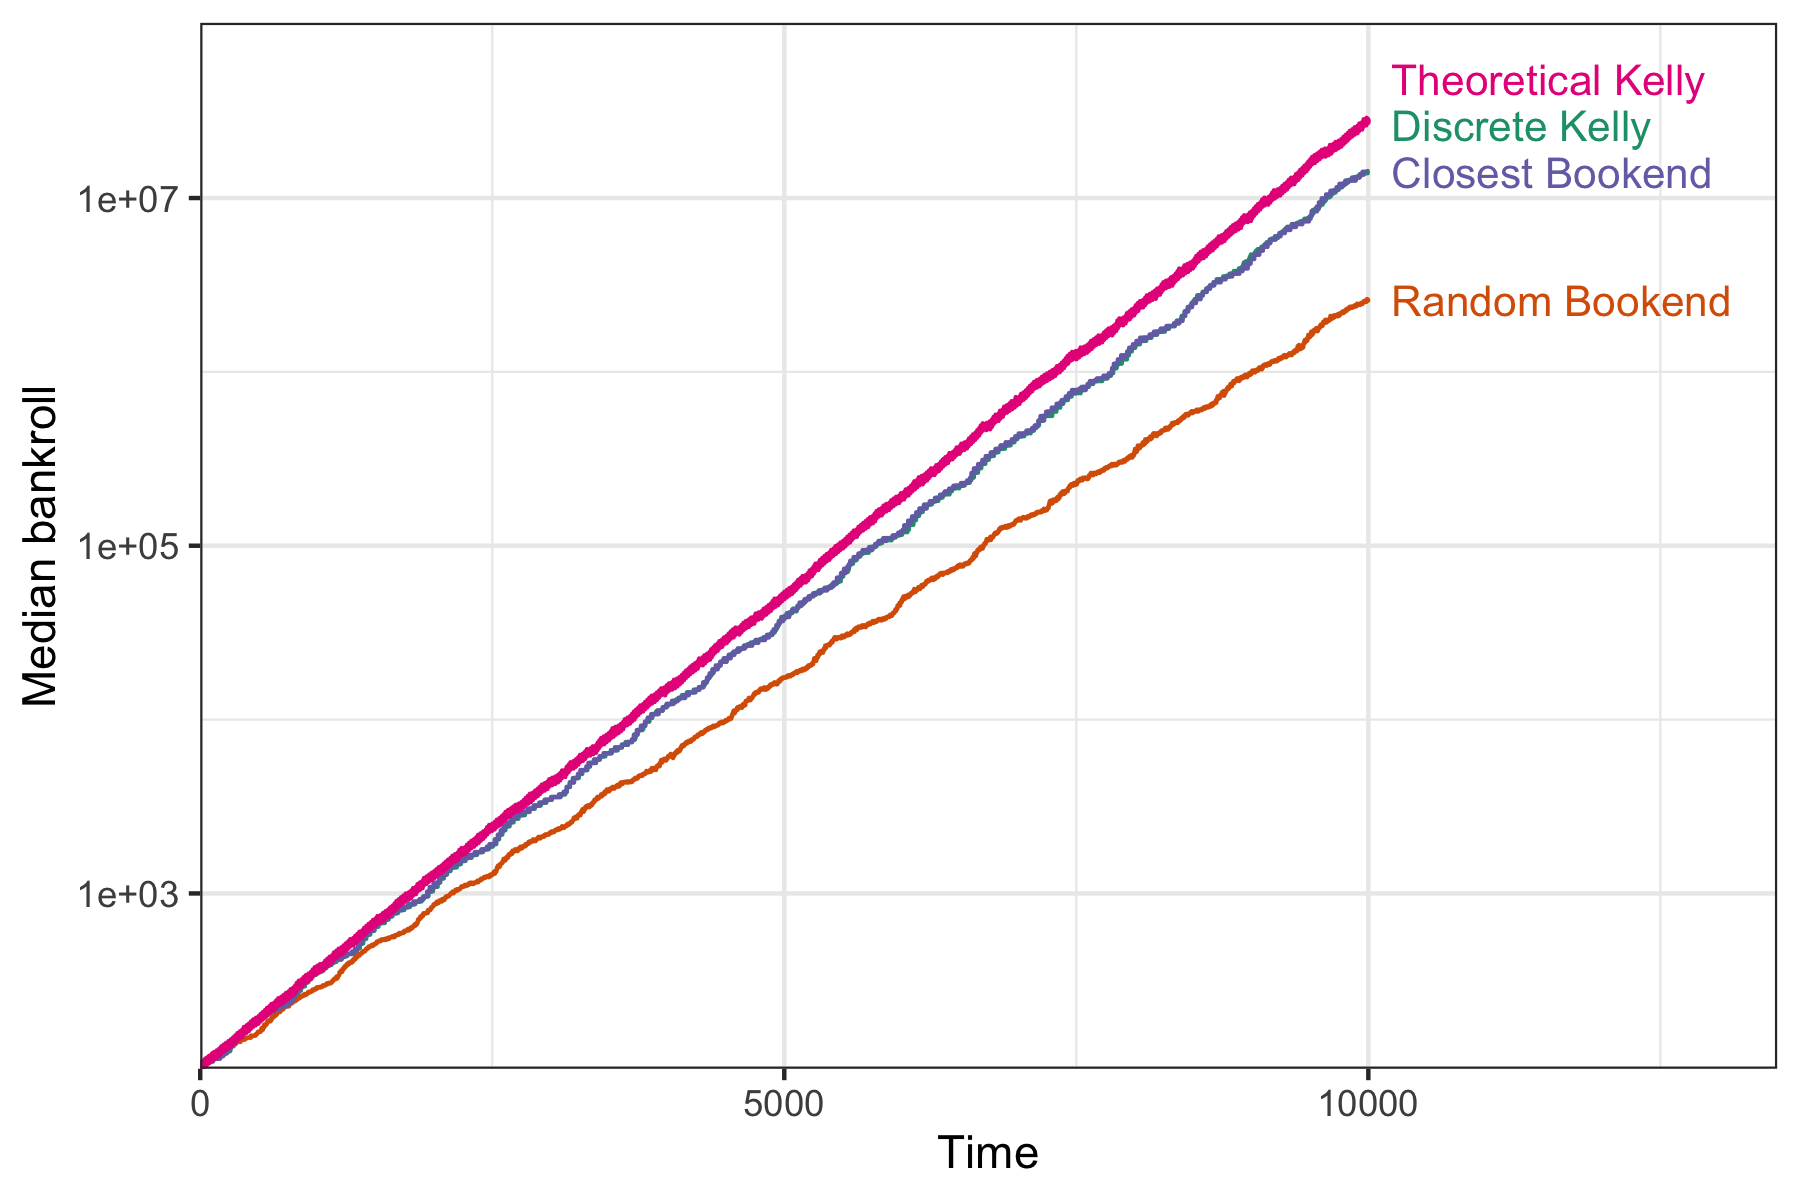 Theoretical Kelly
Discrete Kelly
Closest Bookend
Random Bookend
1e+07
1e+05
1e+03
Median bankroll
0
5000
10000
Time